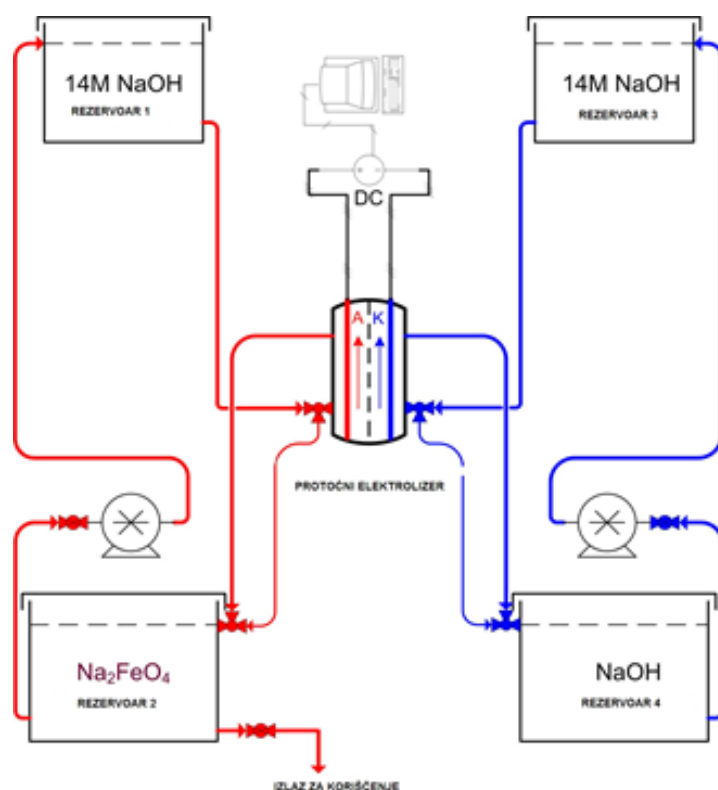 14M NaOH
REZERVOAR 1
14M NaOH
REZERVOAR 3
DC
A K
PROTOČNI ELEKTROLIZER
Na₂FeO₄
REZERVOAR 2
NaOH
REZERVOAR 4
IZLAZ ZA KORIŠĆENJE